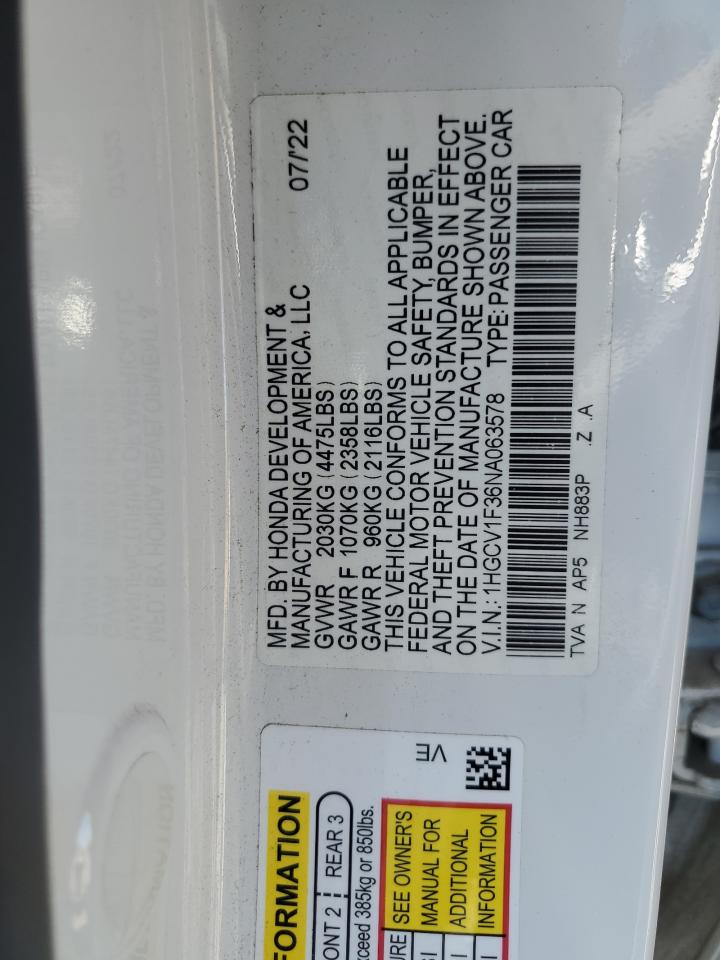 MFD. BY HONDA DEVELOPMENT &
MANUFACTURING OF AMERICA, LLC 07/'22
GVWR 2030KG (4475LBS)
GAWR F 1070KG (2358LBS)
GAWR R 960KG (2116LBS)
THIS VEHICLE CONFORMS TO ALL APPLICABLE
FEDERAL MOTOR VEHICLE SAFETY, BUMPER,
AND THEFT PREVENTION STANDARDS IN EFFECT
ON THE DATE OF MANUFACTURE SHOWN ABOVE.
V.I.N.: 1HGCV1F36NA063578 TYPE: PASSENGER CAR
TVA N AP5 NH883P .Z .A
FORMATION
ONT 2 REAR 3
xceed 385kg or 850lbs.
URE SEE OWNER'S
MANUAL FOR
ADDITIONAL
INFORMATION
VE